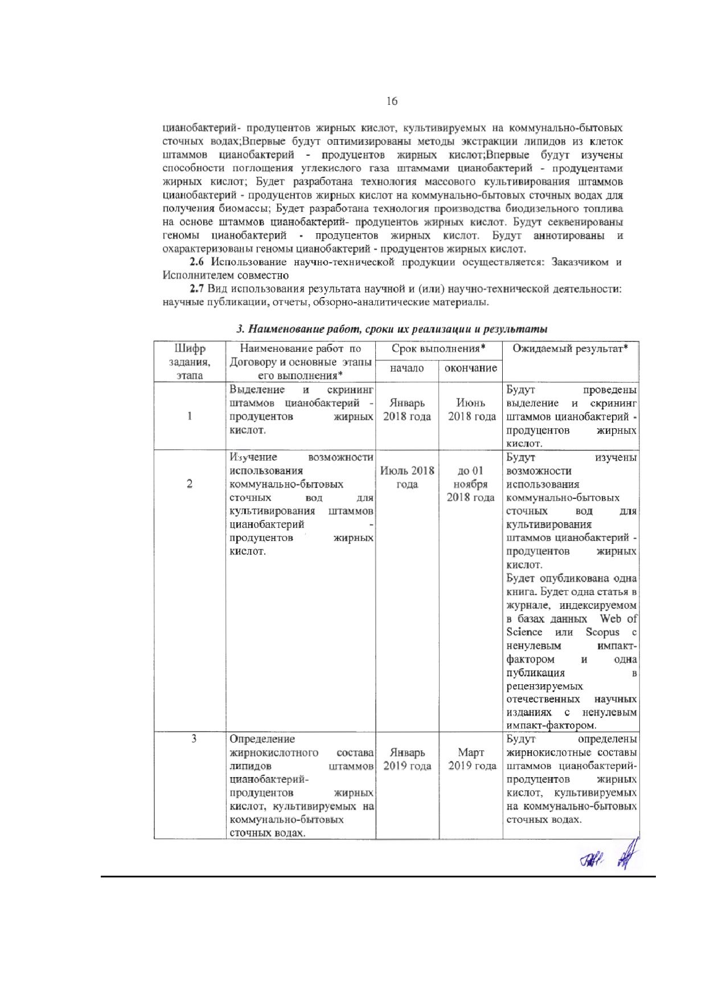 16
цианобактерий- продуцентов жирных кислот, культивируемых на коммунально-бытовых
сточных водах;Впервые будут оптимизированы методы экстракции липидов из клеток
штаммов цианобактерий - продуцентов жирных кислот;Впервые будут изучены
способности поглощения углекислого газа штаммами цианобактерий - продуцентами
жирных кислот; Будет разработана технология массового культивирования штаммов
цианобактерий - продуцентов жирных кислот на коммунально-бытовых сточных водах для
получения биомассы; Будет разработана технология производства биодизельного топлива
на основе штаммов цианобактерий- продуцентов жирных кислот. Будут секвенированы
геномы цианобактерий - продуцентов жирных кислот. Будут аннотированы и
охарактеризованы геномы цианобактерий - продуцентов жирных кислот.
2.6 Использование научно-технической продукции осуществляется: Заказчиком и
Исполнителем совместно
2.7 Вид использования результата научной и (или) научно-технической деятельности:
научные публикации, отчеты, обзорно-аналитические материалы.
3. Наименование работ, сроки их реализации и результаты
Шифр
задания,
этапа
Наименование работ по
Договору и основные этапы
его выполнения*
Срок выполнения*
начало
окончание
Ожидаемый результат*
1
Выделение и скрининг
штаммов цианобактерий -
продуцентов жирных
кислот.
Январь
2018 года
Июнь
2018 года
Будут проведены
выделение и скрининг
штаммов цианобактерий -
продуцентов жирных
кислот.
2
Изучение возможности
использования
коммунально-бытовых
сточных вод для
культивирования штаммов
цианобактерий -
продуцентов жирных
кислот.
Июль 2018
года
до 01
ноября
2018 года
Будут изучены
возможности
использования
коммунально-бытовых
сточных вод для
культивирования
штаммов цианобактерий -
продуцентов жирных
кислот.
Будет опубликована одна
книга. Будет одна статья в
журнале, индексируемом
в базах данных Web of
Science или Scopus с
ненулевым импакт-
фактором и одна
публикация в
рецензируемых
отечественных научных
изданиях с ненулевым
импакт-фактором.
3
Определение
жирнокислотного состава
липидов штаммов
цианобактерий-
продуцентов жирных
кислот, культивируемых на
коммунально-бытовых
сточных водах.
Январь
2019 года
Март
2019 года
Будут определены
жирнокислотные составы
штаммов цианобактерий-
продуцентов жирных
кислот, культивируемых
на коммунально-бытовых
сточных водах.